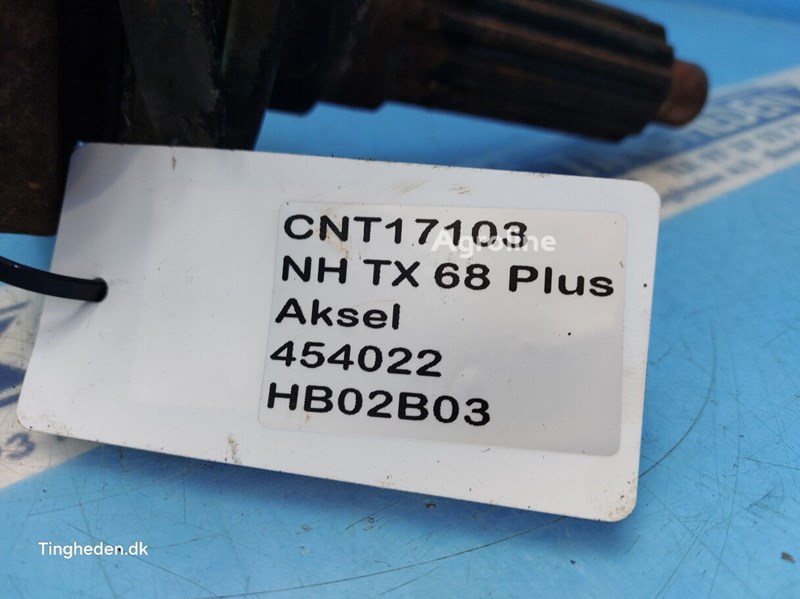 CNT17103
Agroline
NH TX 68 Plus
Aksel
454022
HB02B03
Tingheden.dk